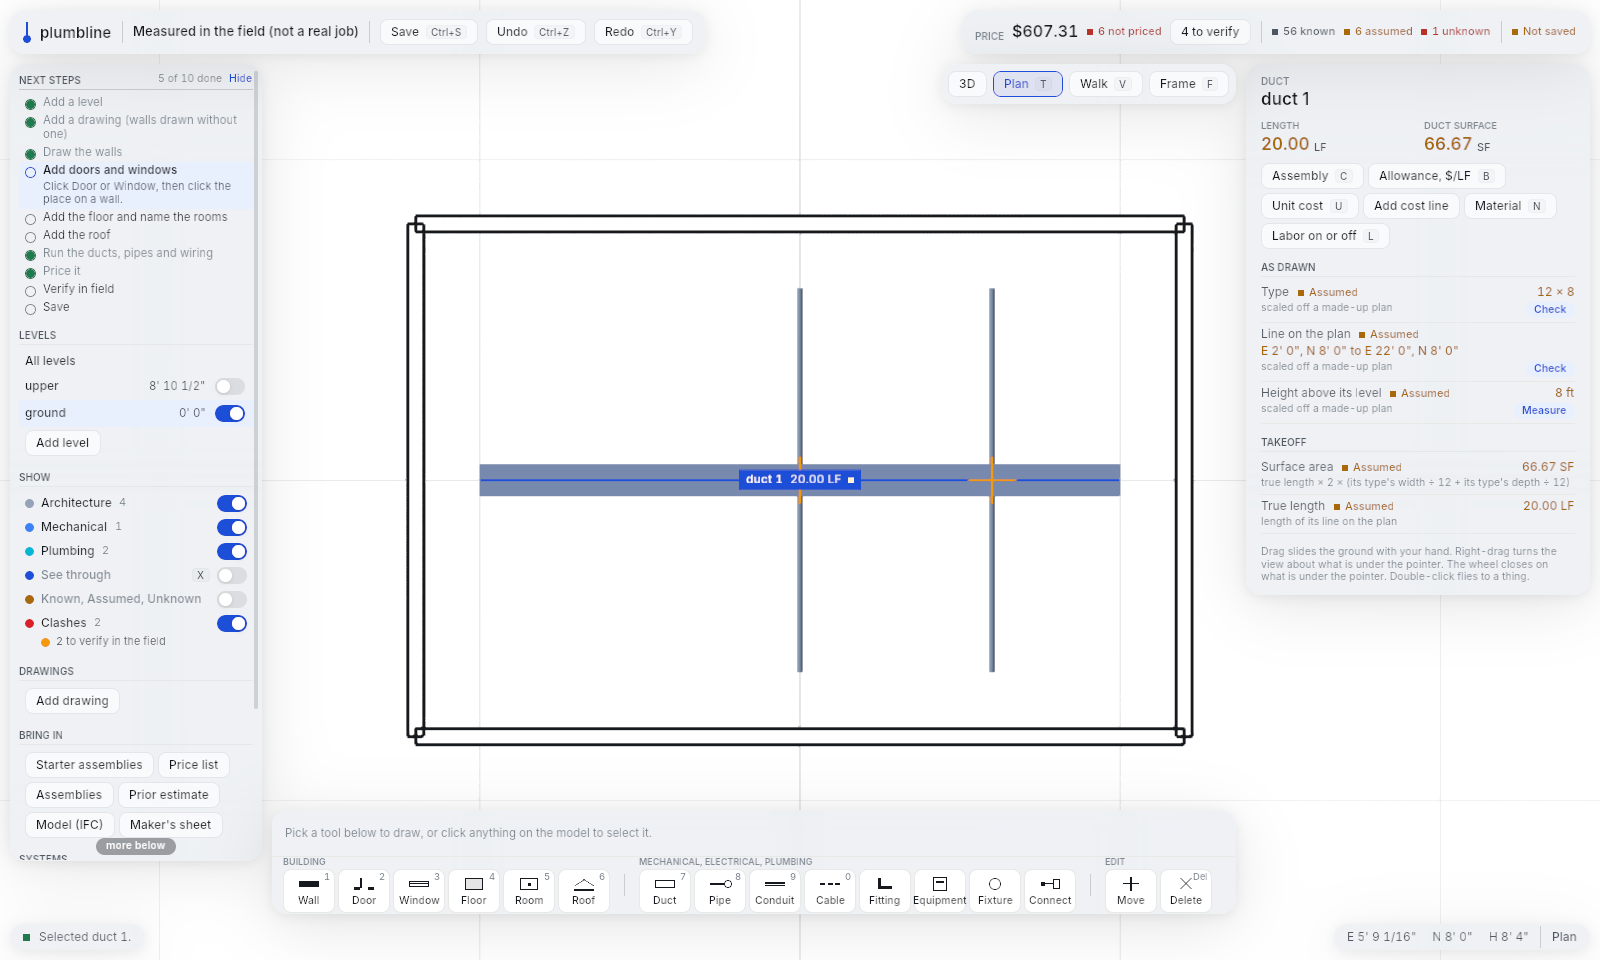 plumbline
Measured in the field (not a real job)
Save Ctrl+S
Undo Ctrl+Z
Redo Ctrl+Y
PRICE $607.31
6 not priced
4 to verify
56 known
6 assumed
1 unknown
Not saved
3D
Plan T
Walk V
Frame F
NEXT STEPS 5 of 10 done Hide
Add a level
Add a drawing (walls drawn without
one)
Draw the walls
Add doors and windows
Click Door or Window, then click the
place on a wall.
Add the floor and name the rooms
Add the roof
Run the ducts, pipes and wiring
Price it
Verify in field
Save
LEVELS
All levels
upper 8' 10 1/2"
ground 0' 0"
Add level
SHOW
Architecture 4
Mechanical 1
Plumbing 2
See through X
Known, Assumed, Unknown
Clashes 2
2 to verify in the field
DRAWINGS
Add drawing
BRING IN
Starter assemblies
Price list
Assemblies
Prior estimate
Model (IFC)
Maker's sheet
more below
SYSTEMS
duct 1 20.00 LF
DUCT
duct 1
LENGTH DUCT SURFACE
20.00 LF 66.67 SF
Assembly C
Allowance, $/LF B
Unit cost U
Add cost line
Material N
Labor on or off L
AS DRAWN
Type Assumed 12 × 8
scaled off a made-up plan Check
Line on the plan Assumed
E 2' 0", N 8' 0" to E 22' 0", N 8' 0"
scaled off a made-up plan Check
Height above its level Assumed 8 ft
scaled off a made-up plan Measure
TAKEOFF
Surface area Assumed 66.67 SF
true length × 2 × (its type's width ÷ 12 + its type's depth ÷ 12)
True length Assumed 20.00 LF
length of its line on the plan
Drag slides the ground with your hand. Right-drag turns the
view about what is under the pointer. The wheel closes on
what is under the pointer. Double-click flies to a thing.
Pick a tool below to draw, or click anything on the model to select it.
BUILDING
1 Wall
2 Door
3 Window
4 Floor
5 Room
6 Roof
MECHANICAL, ELECTRICAL, PLUMBING
7 Duct
8 Pipe
9 Conduit
0 Cable
Fitting
Equipment
Fixture
Connect
EDIT
Move
Del Delete
Selected duct 1.
E 5' 9 1/16" N 8' 0" H 8' 4" Plan